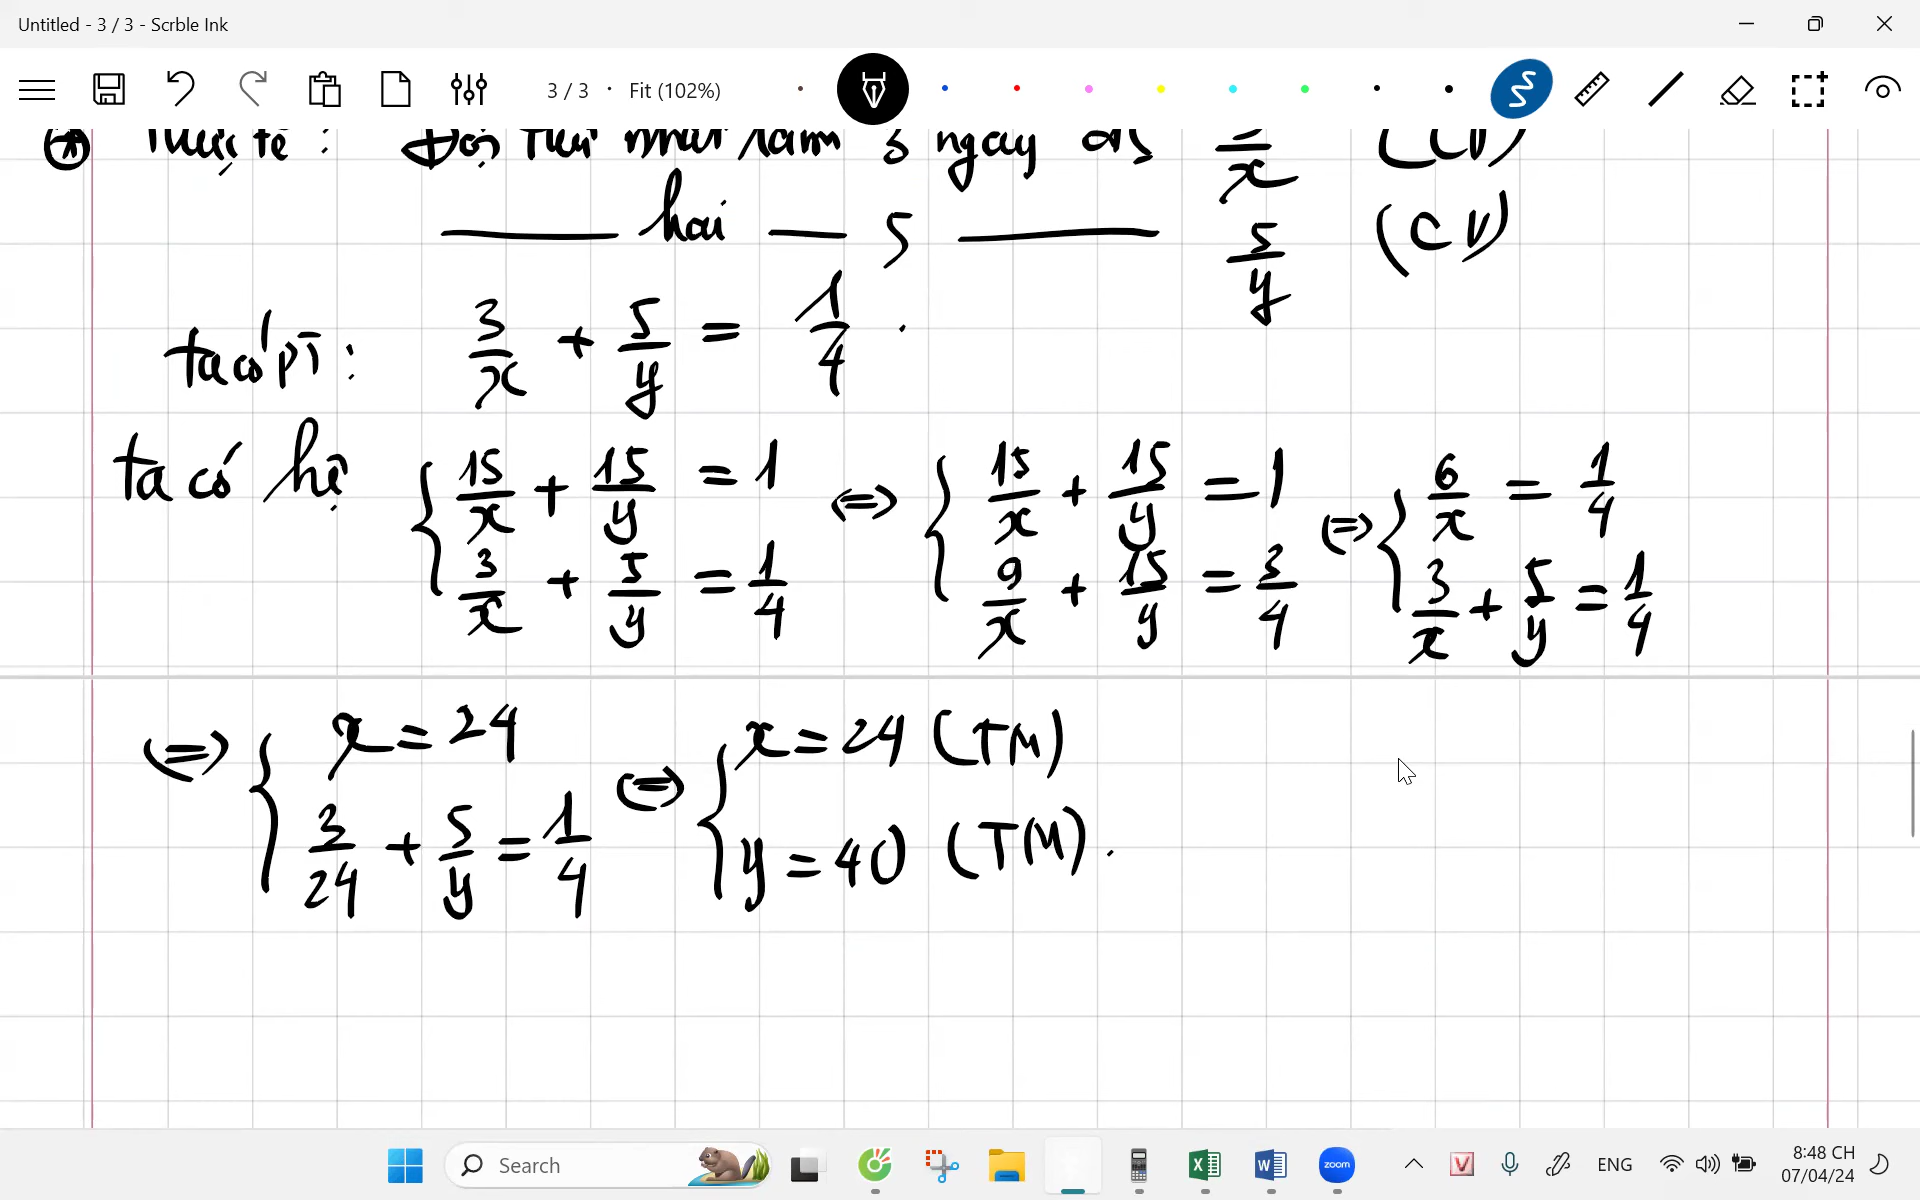 Untitled - 3 / 3 - Scrble Ink
3 / 3 · Fit (102%)
* Thực tế : Đội thứ nhất làm 3 ngày đc 3/x (CV)
hai 5 5/y (CV)
ta có pt : 3/x + 5/y = 1/4 .
ta có hệ { 15/x + 15/y = 1 <=> { 15/x + 15/y = 1 <=> { 6/x = 1/4
3/x + 5/y = 1/4 9/x + 15/y = 3/4 3/x + 5/y = 1/4
<=> { x = 24 <=> { x = 24 (TM)
3/24 + 5/y = 1/4 y = 40 (TM) .
Search
zoom
ENG
8:48 CH
07/04/24